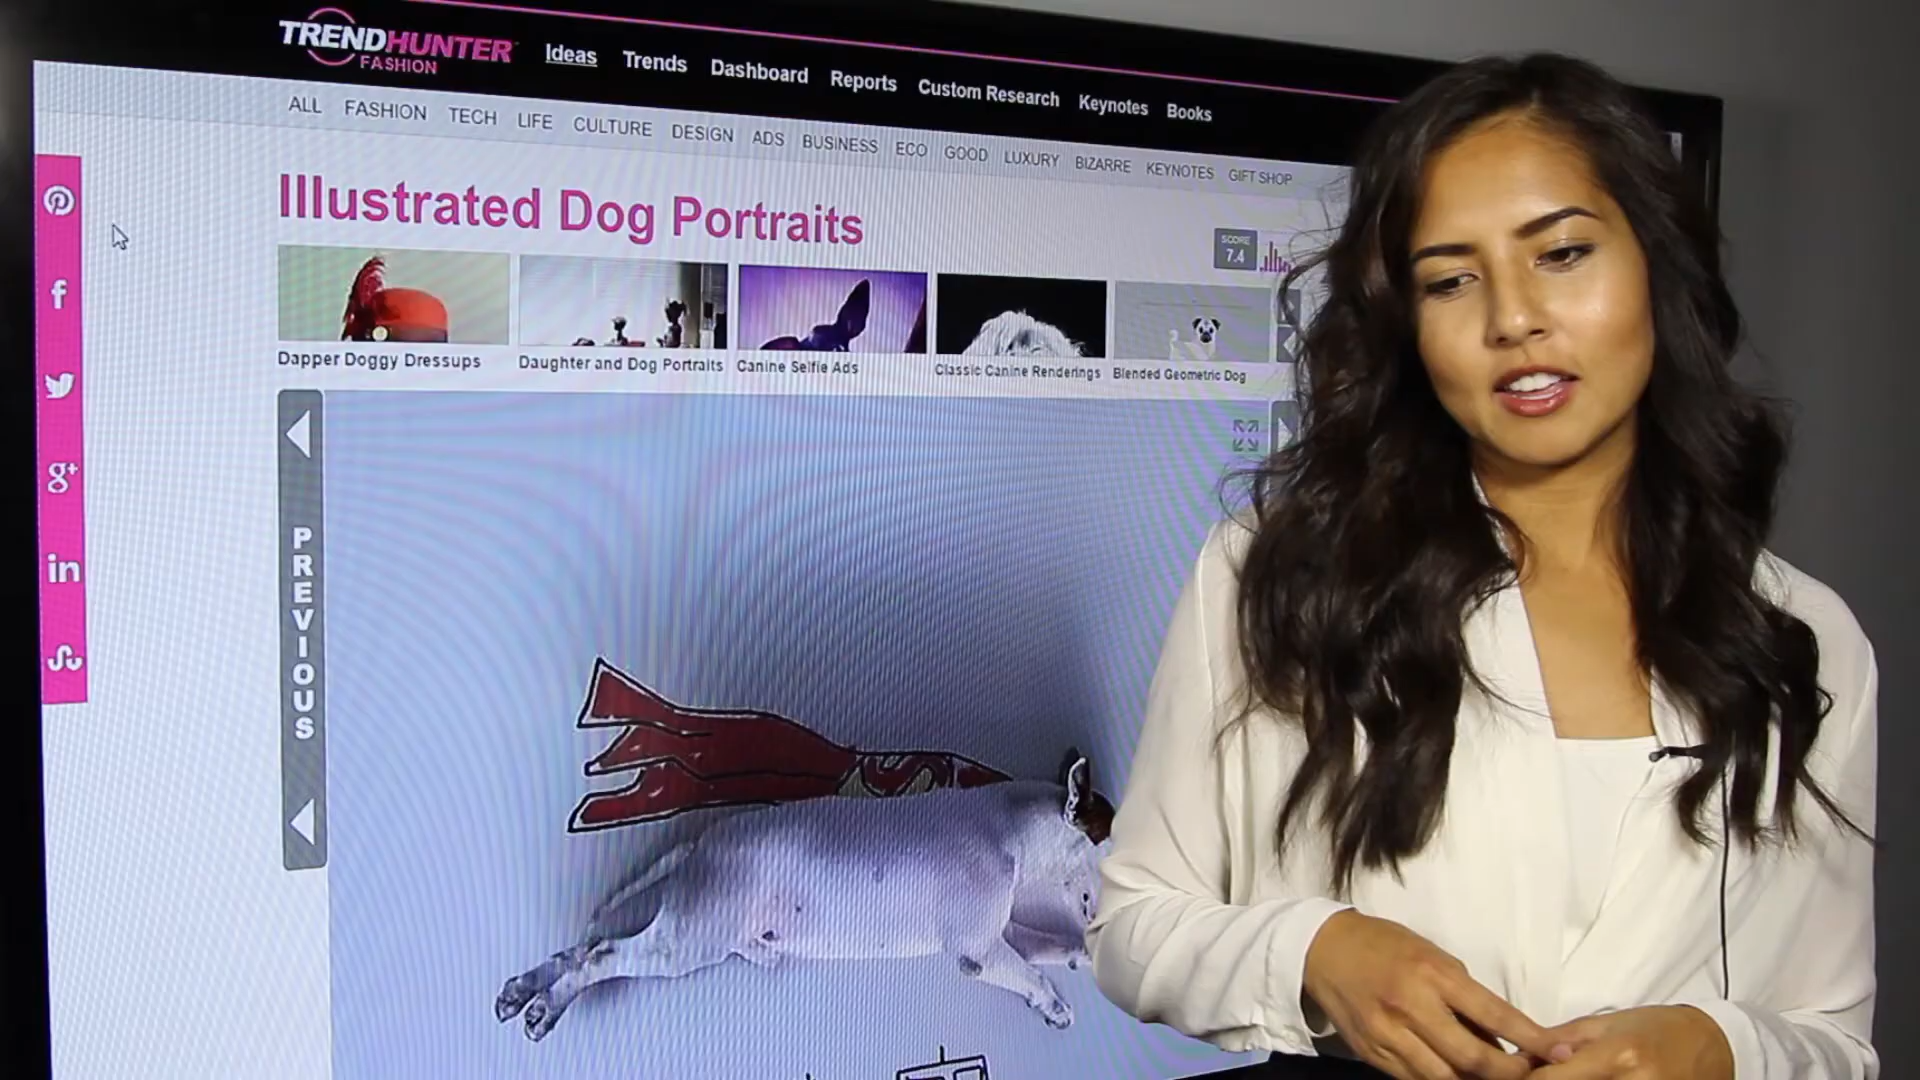 TRENDHUNTER
FASHION
Ideas Trends Dashboard Reports Custom Research Keynotes Books
ALL FASHION TECH LIFE CULTURE DESIGN ADS BUSINESS ECO GOOD LUXURY BIZARRE KEYNOTES GIFT SHOP
Illustrated Dog Portraits
SCORE
7.4
Dapper Doggy Dressups
Daughter and Dog Portraits
Canine Selfie Ads
Classic Canine Renderings
Blended Geometric Dog
f
g+
in
PREVIOUS
S